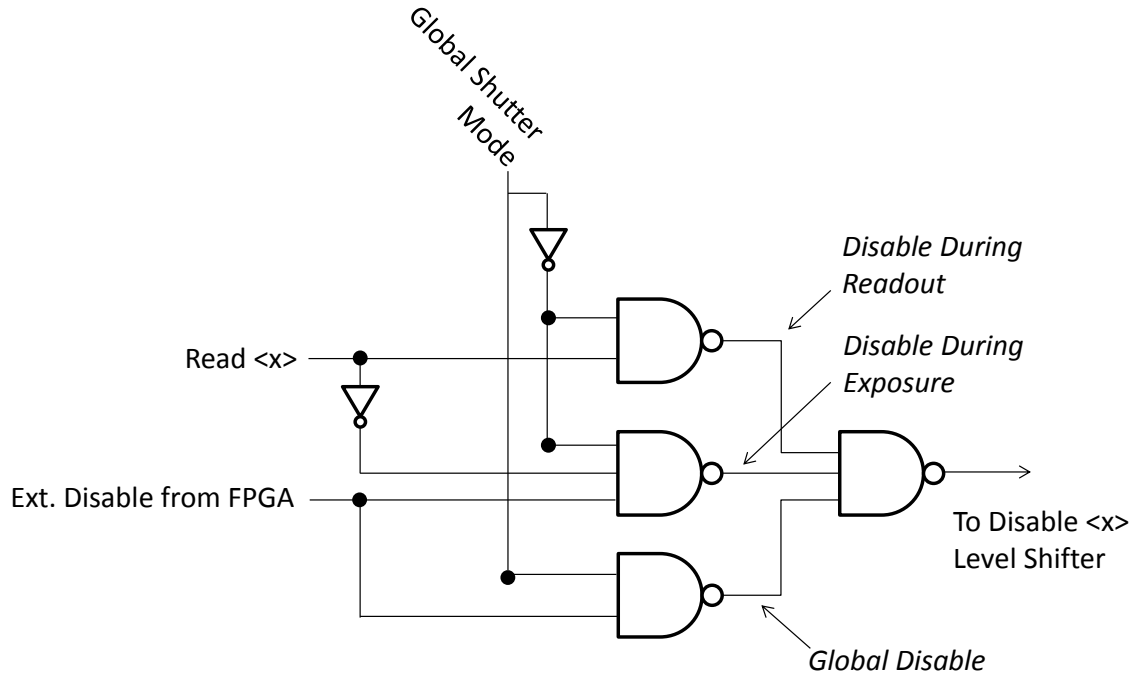 Global Shutter
Mode
Disable During
Readout
Read <x>
Disable During
Exposure
Ext. Disable from FPGA
To Disable <x>
Level Shifter
Global Disable